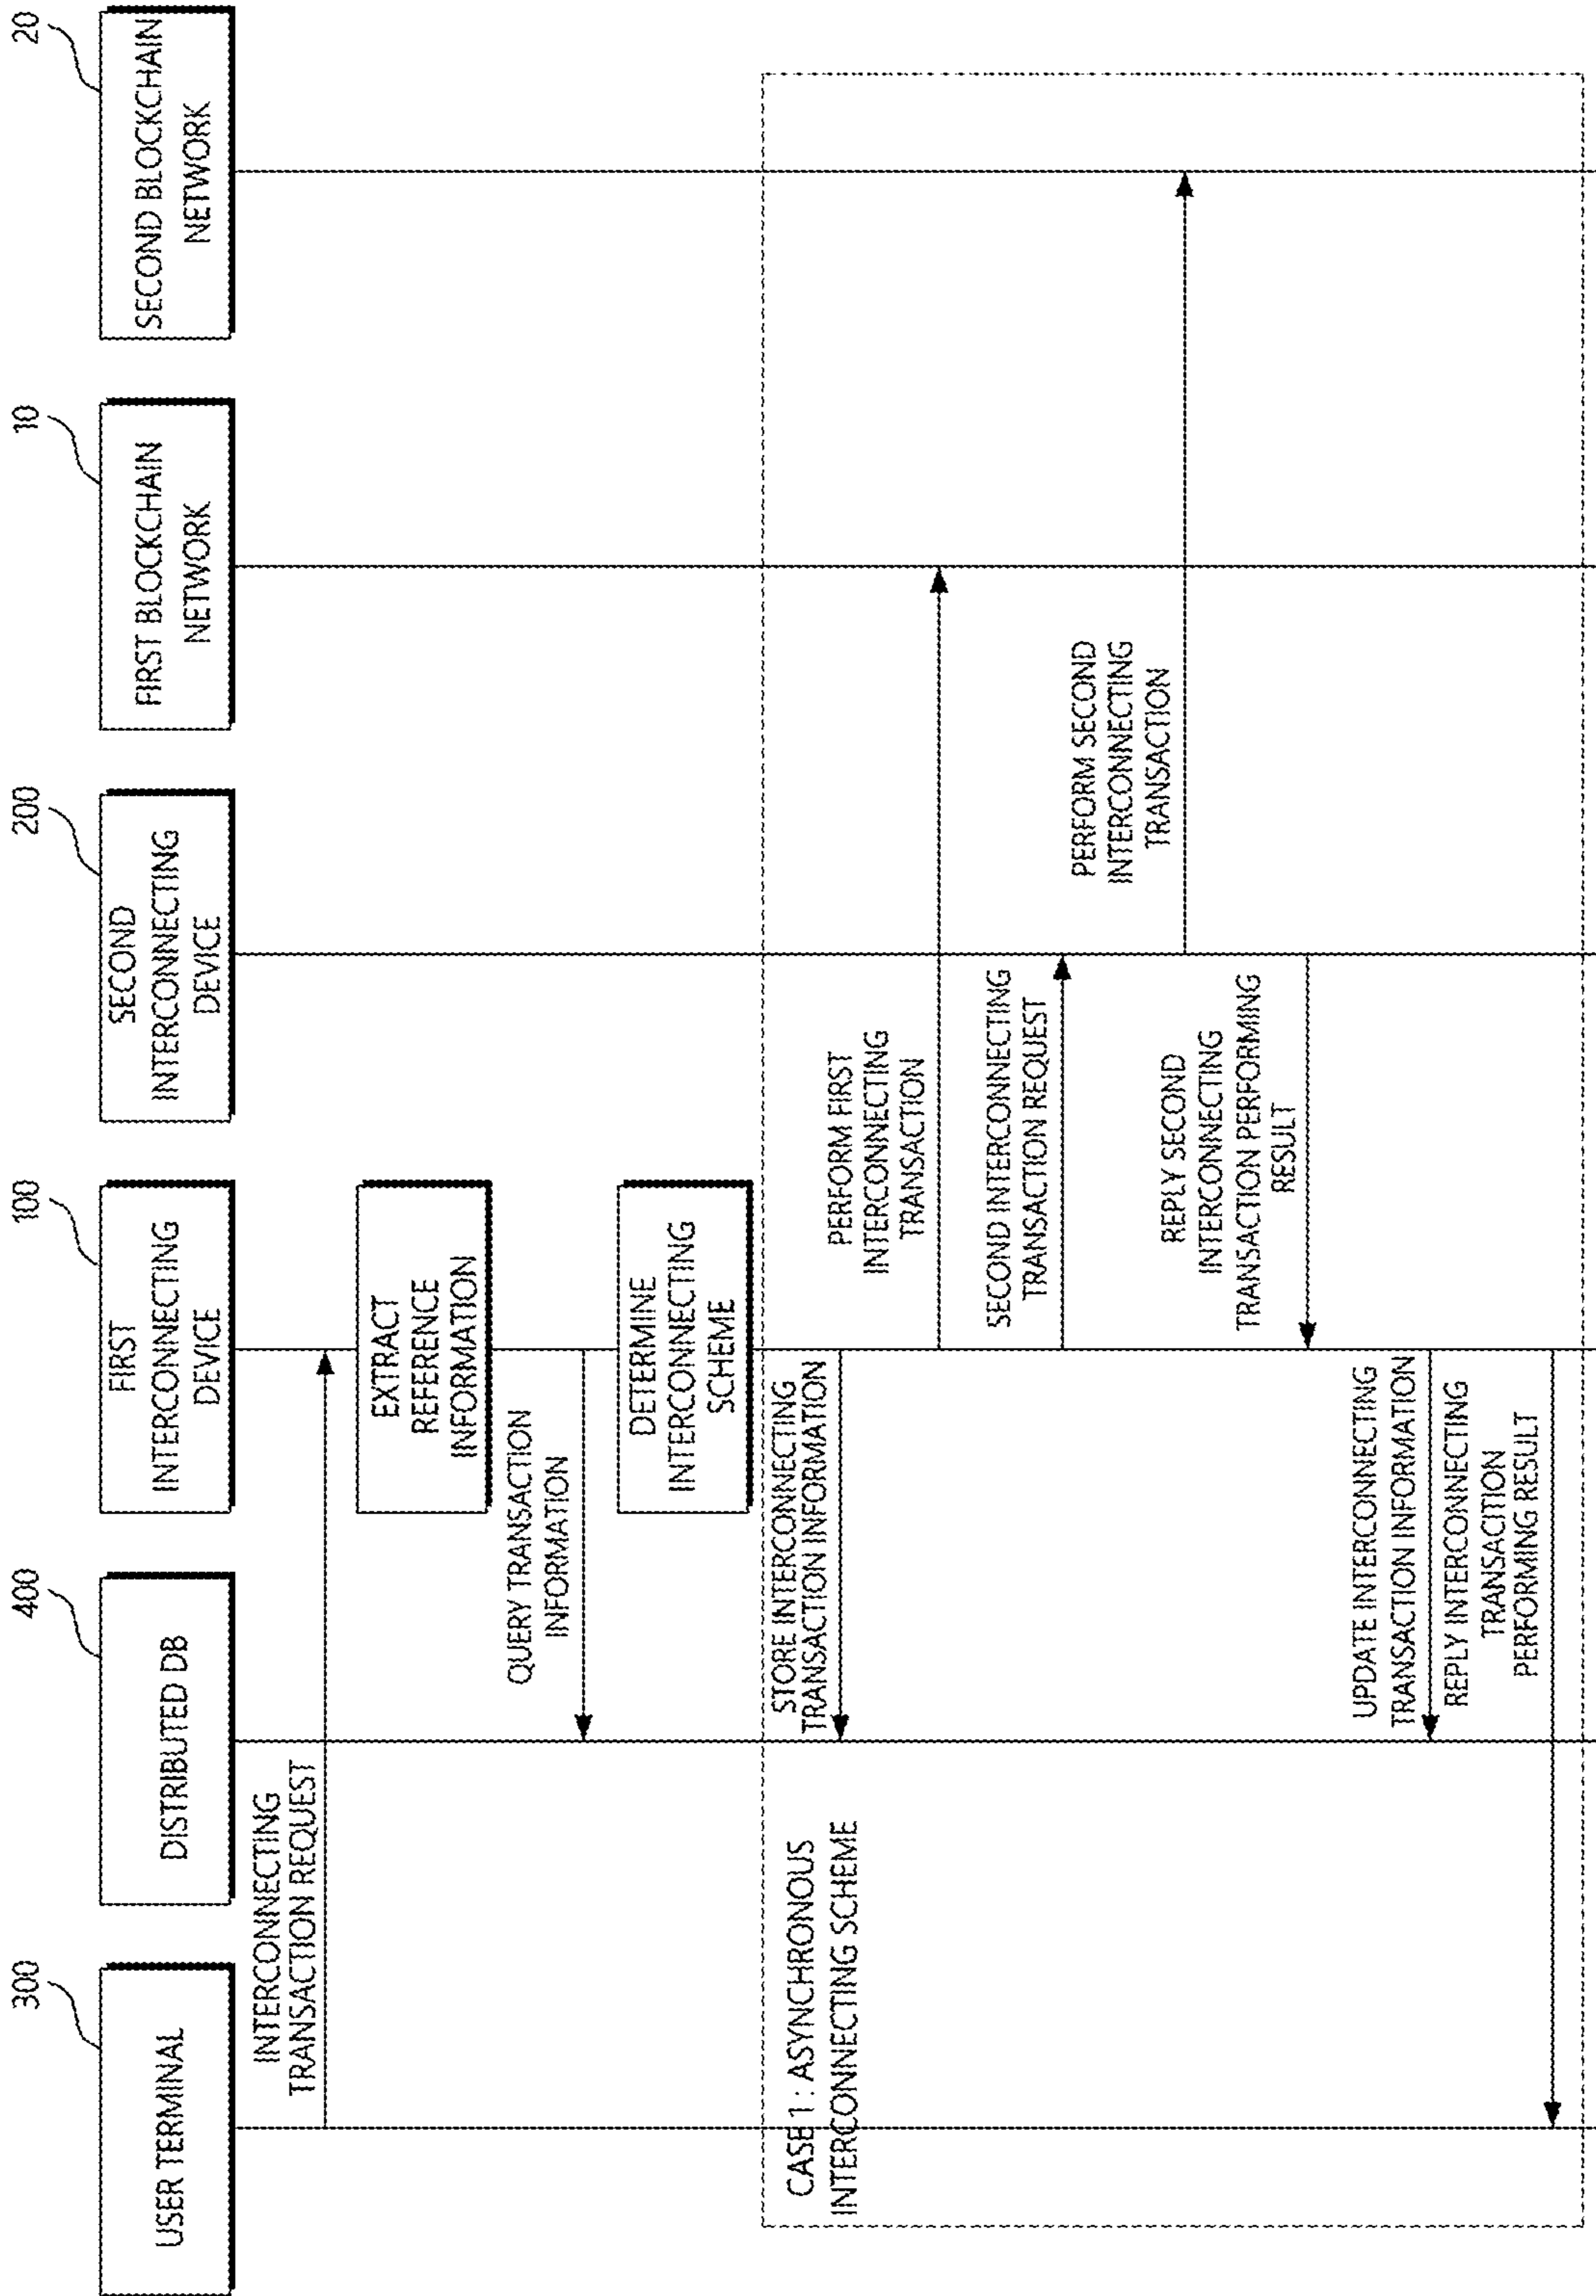 300
USER TERMINAL
400
DISTRIBUTED DB
100
FIRST
INTERCONNECTING
DEVICE
200
SECOND
INTERCONNECTING
DEVICE
10
FIRST BLOCKCHAIN
NETWORK
20
SECOND BLOCKCHAIN
NETWORK
INTERCONNECTING
TRANSACTION REQUEST
EXTRACT
REFERENCE
INFORMATION
QUERY TRANSACTION
INFORMATION
DETERMINE
INTERCONNECTING
SCHEME
CASE 1 : ASYNCHRONOUS
INTERCONNECTING SCHEME
STORE INTERCONNECTING
TRANSACTION INFORMATION
PERFORM FIRST
INTERCONNECTING
TRANSACTION
SECOND INTERCONNECTING
TRANSACTION REQUEST
PERFORM SECOND
INTERCONNECTING
TRANSACTION
REPLY SECOND
INTERCONNECTING
TRANSACTION PERFORMING
RESULT
UPDATE INTERCONNECTING
TRANSACTION INFORMATION
REPLY INTERCONNECTING
TRANSACITION
PERFORMING RESULT